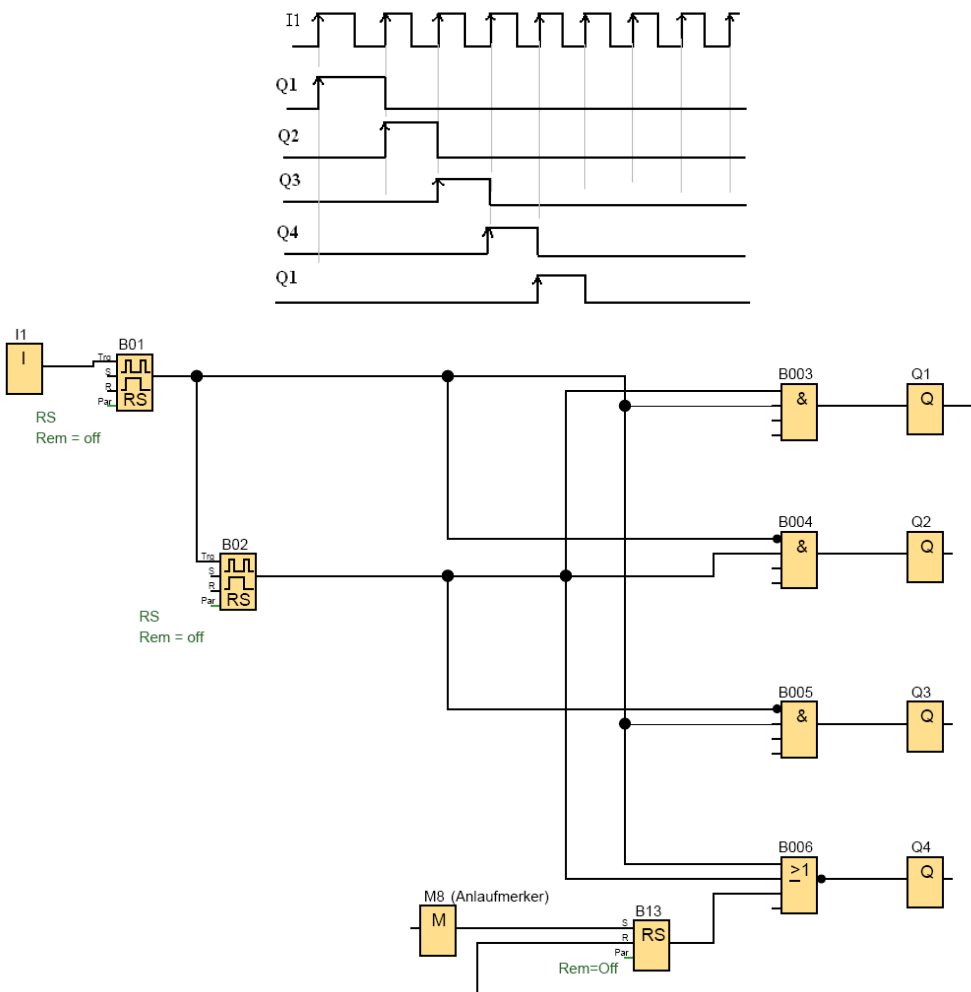 I1
Q1
Q2
Q3
Q4
Q1
I1
I
B01
Trg
S
R
Par
RS
RS
Rem = off
B02
Trg
S
R
Par
RS
RS
Rem = off
B003
&
Q1
Q
B004
&
Q2
Q
B005
&
Q3
Q
B006
≥1
Q4
Q
M8 (Anlaufmerker)
M
B13
S
R
Par
RS
Rem=Off